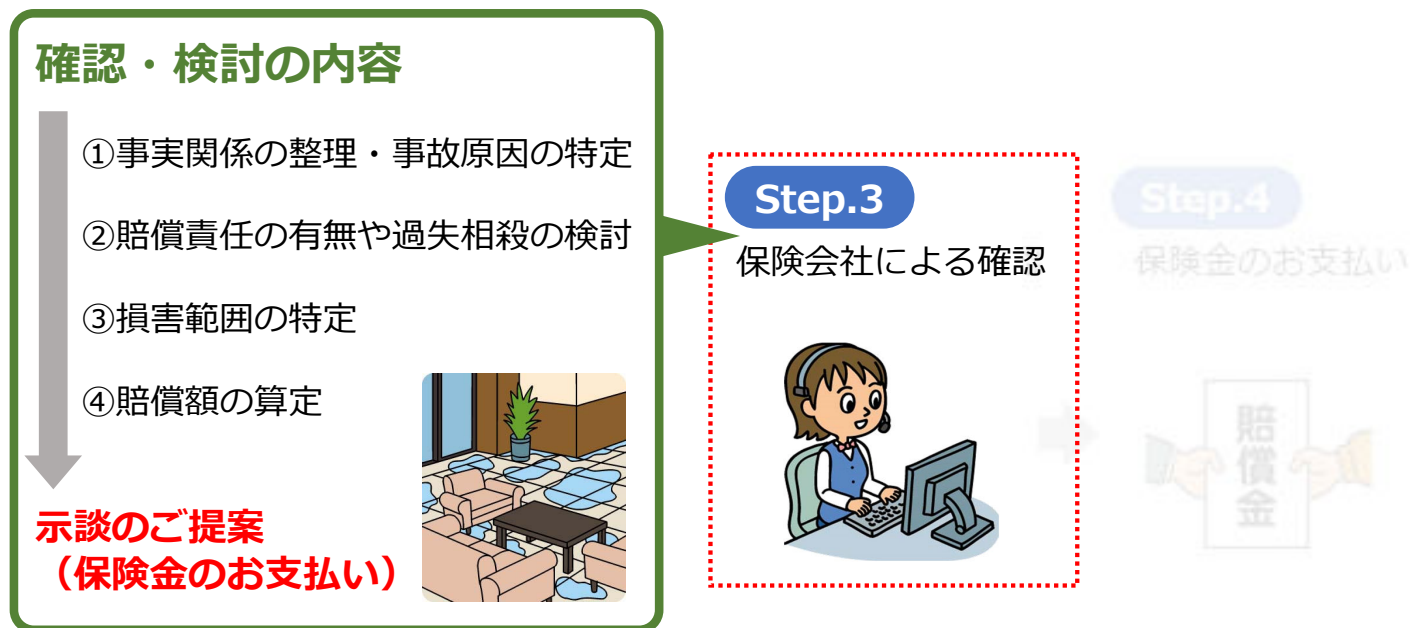 確認・検討の内容
①事実関係の整理・事故原因の特定
②賠償責任の有無や過失相殺の検討
③損害範囲の特定
④賠償額の算定
示談のご提案
（保険金のお支払い）
Step.3
保険会社による確認
Step.4
保険金のお支払い
賠償金